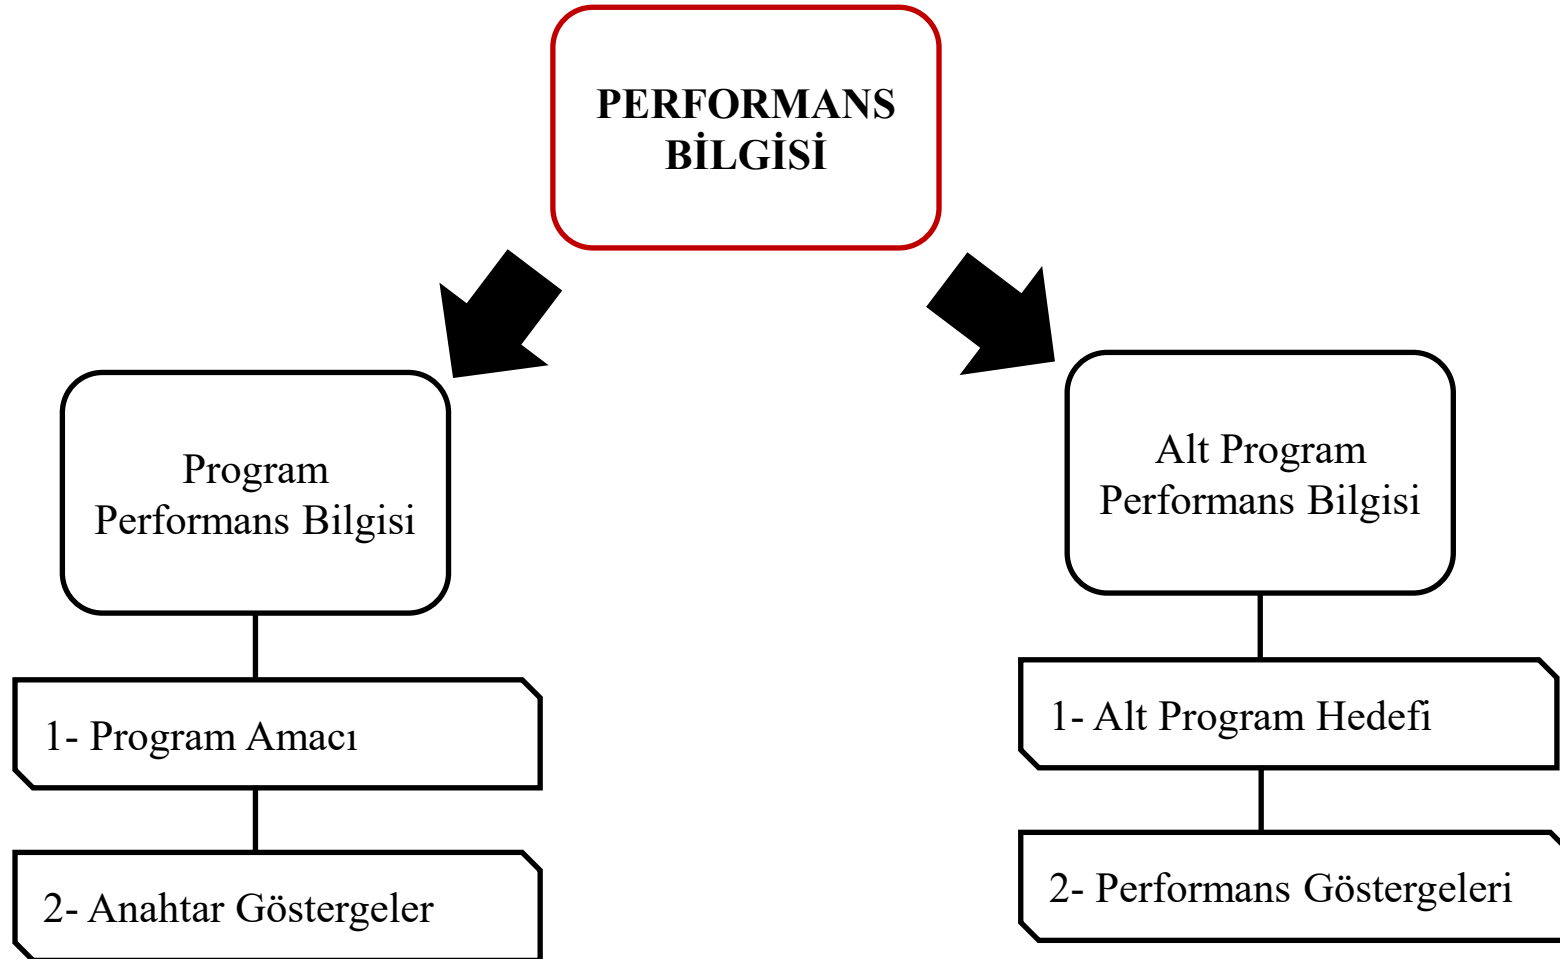 PERFORMANS
BİLGİSİ
Program
Performans Bilgisi
1- Program Amacı
2- Anahtar Göstergeler
Alt Program
Performans Bilgisi
1- Alt Program Hedefi
2- Performans Göstergeleri